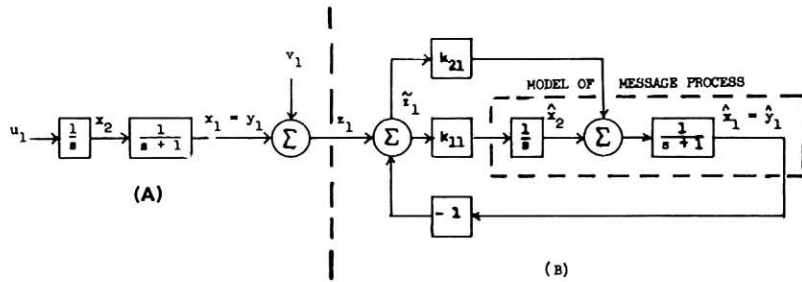 v₁
k₂₁
MODEL OF MESSAGE PROCESS
u₁
1/s
x₂
1/(s + 1)
x₁ = y₁
Σ
z₁
z̃₁
Σ
k₁₁
1/s
x̂₂
Σ
1/(s + 1)
x̂₁ = ŷ₁
(A)
- 1
(B)